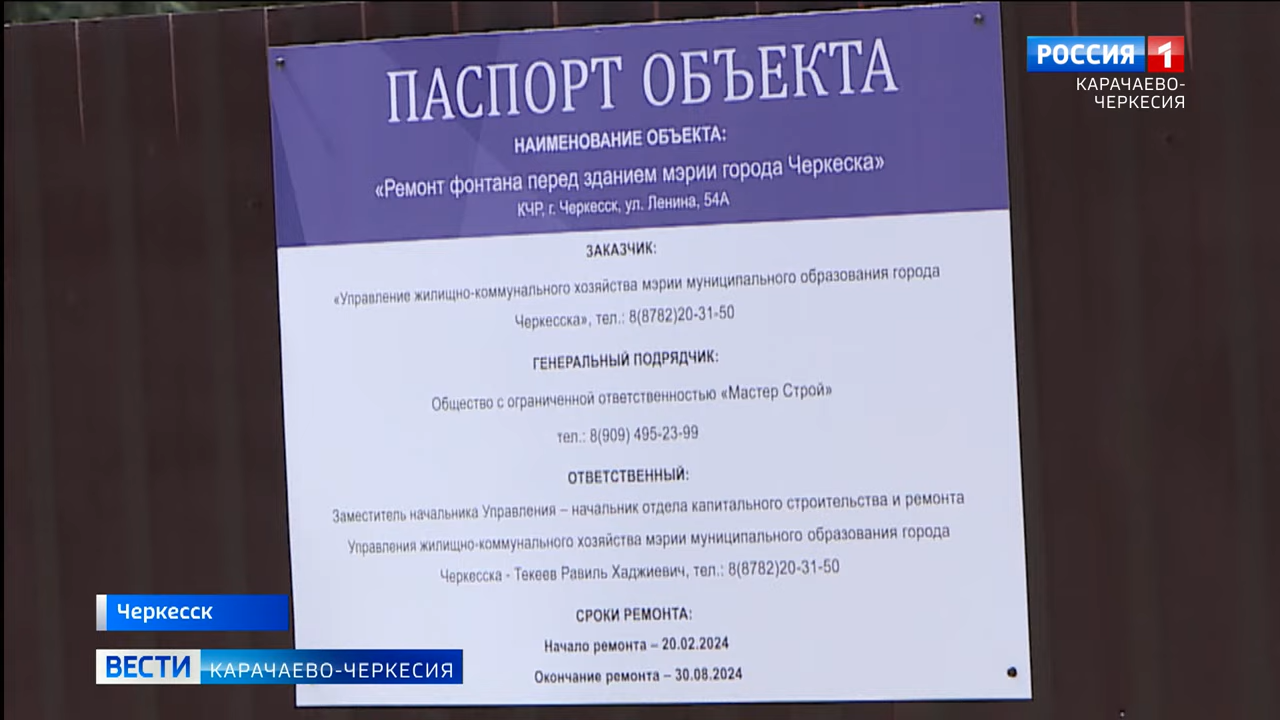 ПАСПОРТ ОБЪЕКТА
НАИМЕНОВАНИЕ ОБЪЕКТА:
«Ремонт фонтана перед зданием мэрии города Черкеска»
КЧР, г. Черкесск, ул. Ленина, 54А
ЗАКАЗЧИК:
«Управление жилищно-коммунального хозяйства мэрии муниципального образования города
Черкесска», тел.: 8(8782)20-31-50
ГЕНЕРАЛЬНЫЙ ПОДРЯДЧИК:
Общество с ограниченной ответственностью «Мастер Строй»
тел.: 8(909) 495-23-99
ОТВЕТСТВЕННЫЙ:
Заместитель начальника Управления – начальник отдела капитального строительства и ремонта
Управления жилищно-коммунального хозяйства мэрии муниципального образования города
Черкесска - Текеев Равиль Хаджиевич, тел.: 8(8782)20-31-50
СРОКИ РЕМОНТА:
Начало ремонта – 20.02.2024
Окончание ремонта – 30.08.2024
РОССИЯ 1
КАРАЧАЕВО-
ЧЕРКЕСИЯ
Черкесск
ВЕСТИ КАРАЧАЕВО-ЧЕРКЕСИЯ